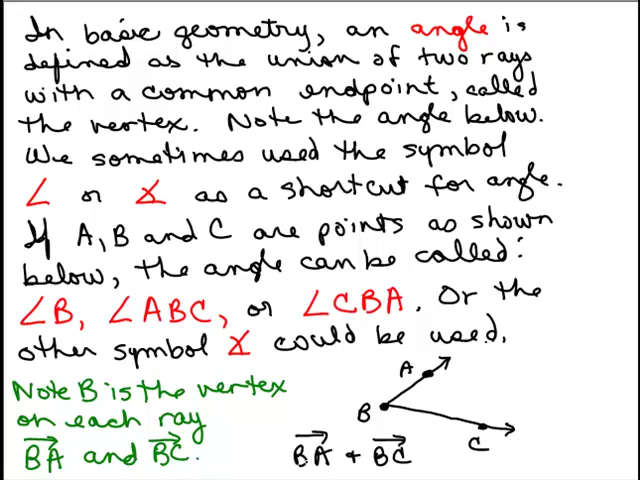 In basic geometry, an angle is
defined as the union of two rays
with a common endpoint, called
the vertex. Note the angle below.
We sometimes used the symbol
∠ or ∡ as a shortcut for angle.
If A, B and C are points as shown
below, the angle can be called:
∠B, ∠ABC, or ∠CBA. Or the
other symbol ∡ could be used.
Note B is the vertex
on each ray
B͞A⃗ and B͞C⃗.
A
B
C
B͞A⃗ + B͞C⃗